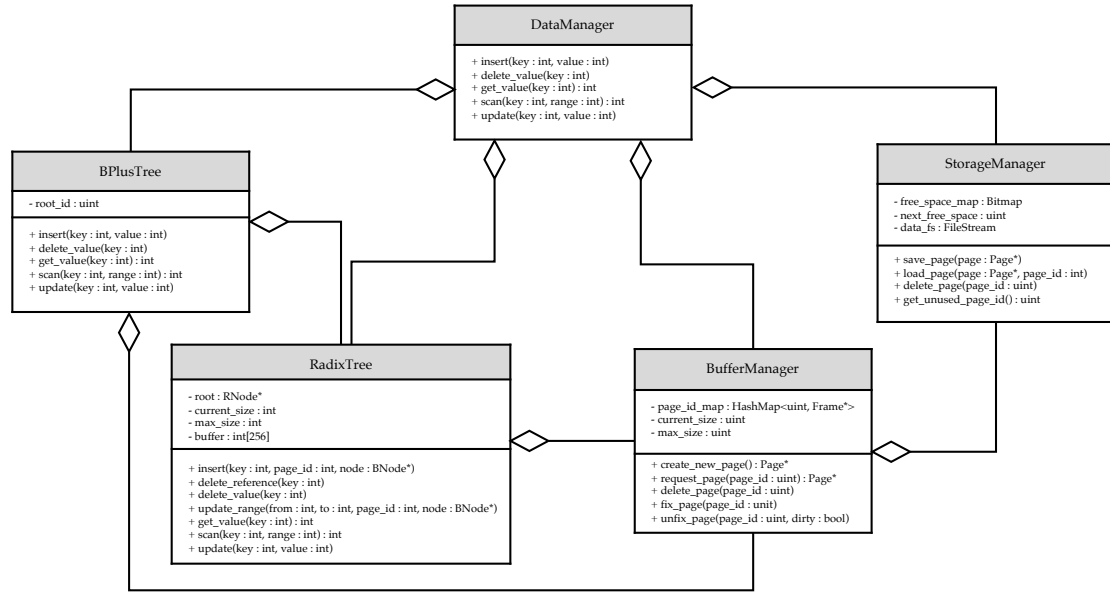 DataManager
+ insert(key : int, value : int)
+ delete_value(key : int)
+ get_value(key : int) : int
+ scan(key : int, range : int) : int
+ update(key : int, value : int)
BPlusTree
- root_id : uint
+ insert(key : int, value : int)
+ delete_value(key : int)
+ get_value(key : int) : int
+ scan(key : int, range : int) : int
+ update(key : int, value : int)
StorageManager
- free_space_map : Bitmap
- next_free_space : uint
- data_fs : FileStream
+ save_page(page : Page*)
+ load_page(page : Page*, page_id : int)
+ delete_page(page_id : uint)
+ get_unused_page_id() : uint
RadixTree
- root : RNode*
- current_size : int
- max_size : int
- buffer : int[256]
+ insert(key : int, page_id : int, node : BNode*)
+ delete_reference(key : int)
+ delete_value(key : int)
+ update_range(from : int, to : int, page_id : int, node : BNode*)
+ get_value(key : int) : int
+ scan(key : int, range : int) : int
+ update(key : int, value : int)
BufferManager
- page_id_map : HashMap<uint, Frame*>
- current_size : uint
- max_size : uint
+ create_new_page() : Page*
+ request_page(page_id : uint) : Page*
+ delete_page(page_id : uint)
+ fix_page(page_id : unit)
+ unfix_page(page_id : uint, dirty : bool)